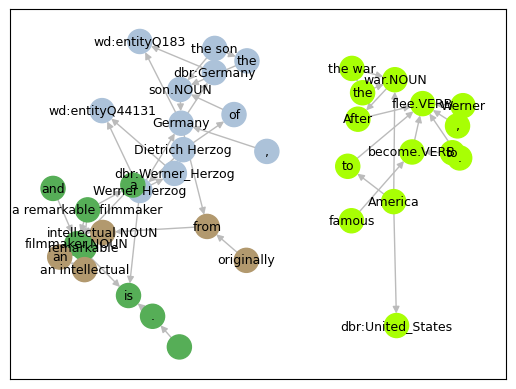 wd:entityQ183
the son
the
dbr:Germany
son.NOUN
the war
war.NOUN
the
wd:entityQ44131
of
flee.VERB
Werner
After
Germany
,
Dietrich Herzog
,
become.VERB
to
.
to
dbr:Werner_Herzog
and
a
Werner Herzog
America
a remarkable filmmaker
famous
intellectual.NOUN
from
filmmaker.NOUN
remarkable
an
an intellectual
originally
is
.
dbr:United_States